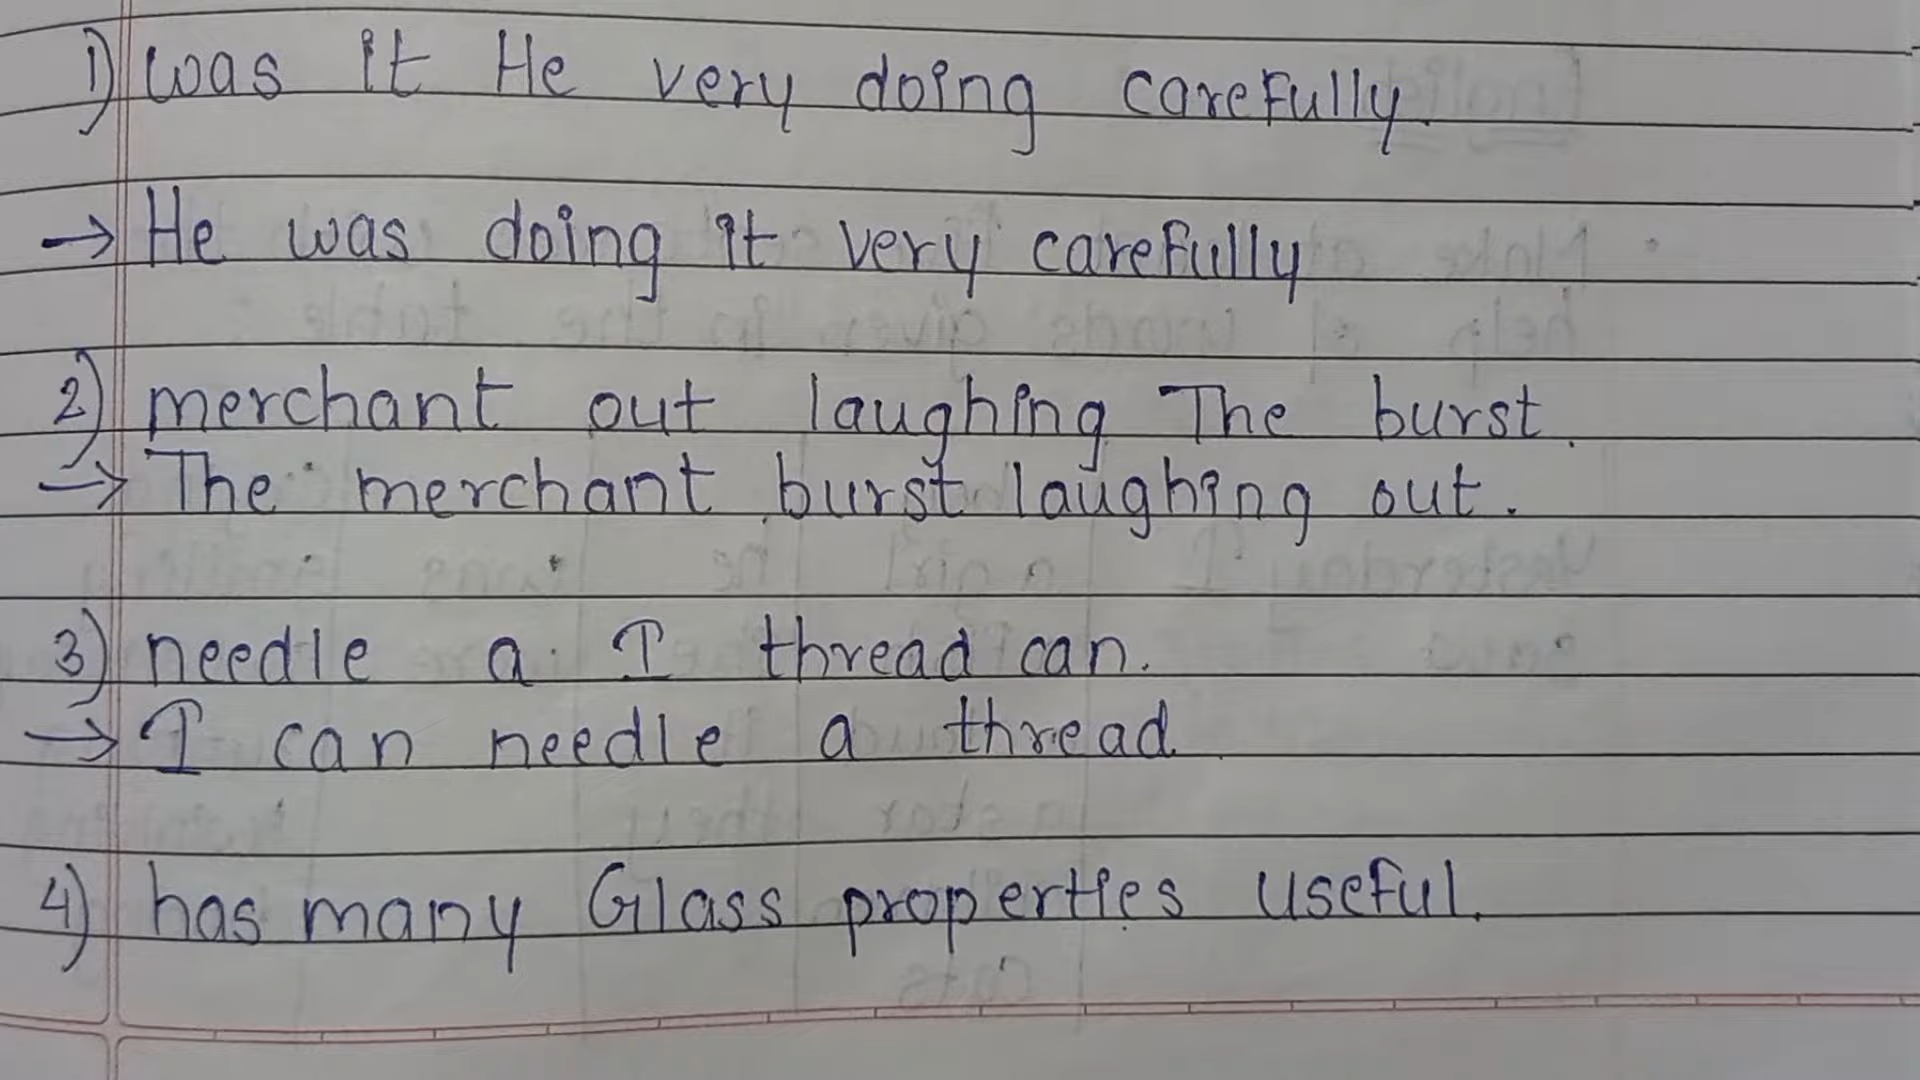 1) was it He very doing carefully.
→ He was doing it very carefully
2) merchant out laughing The burst.
→ The merchant burst laughing out.
3) needle a I thread can.
→ I can needle a thread.
4) has many Glass properties useful.